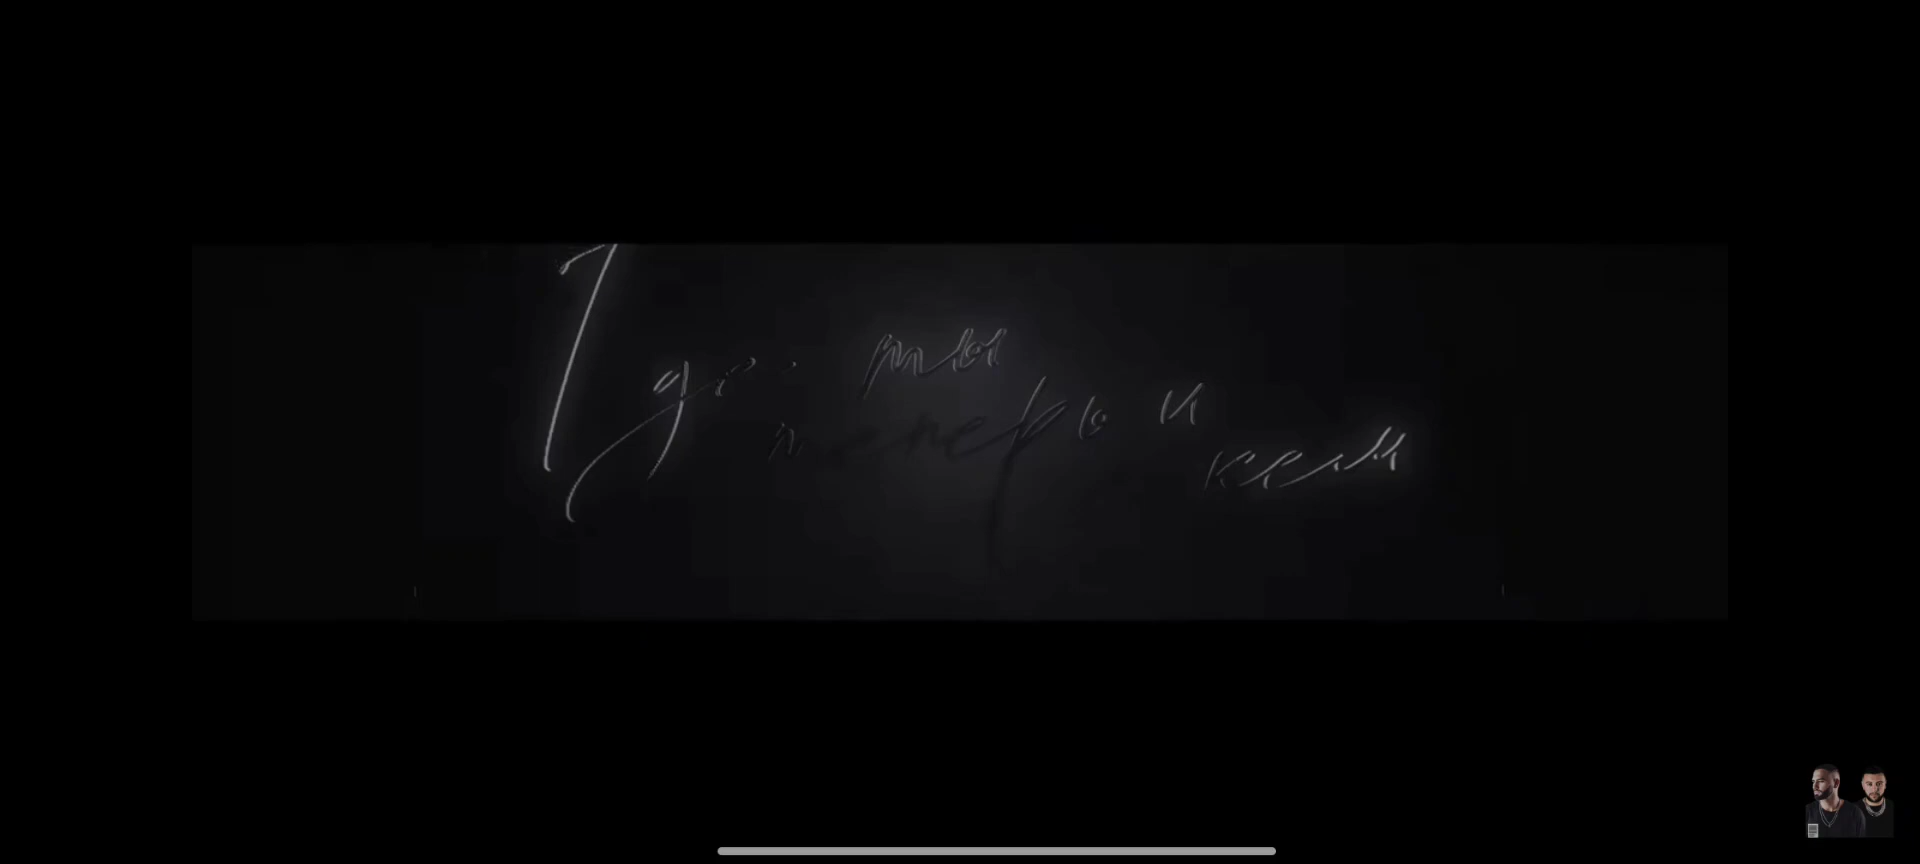 Где ты
теперь и
кем